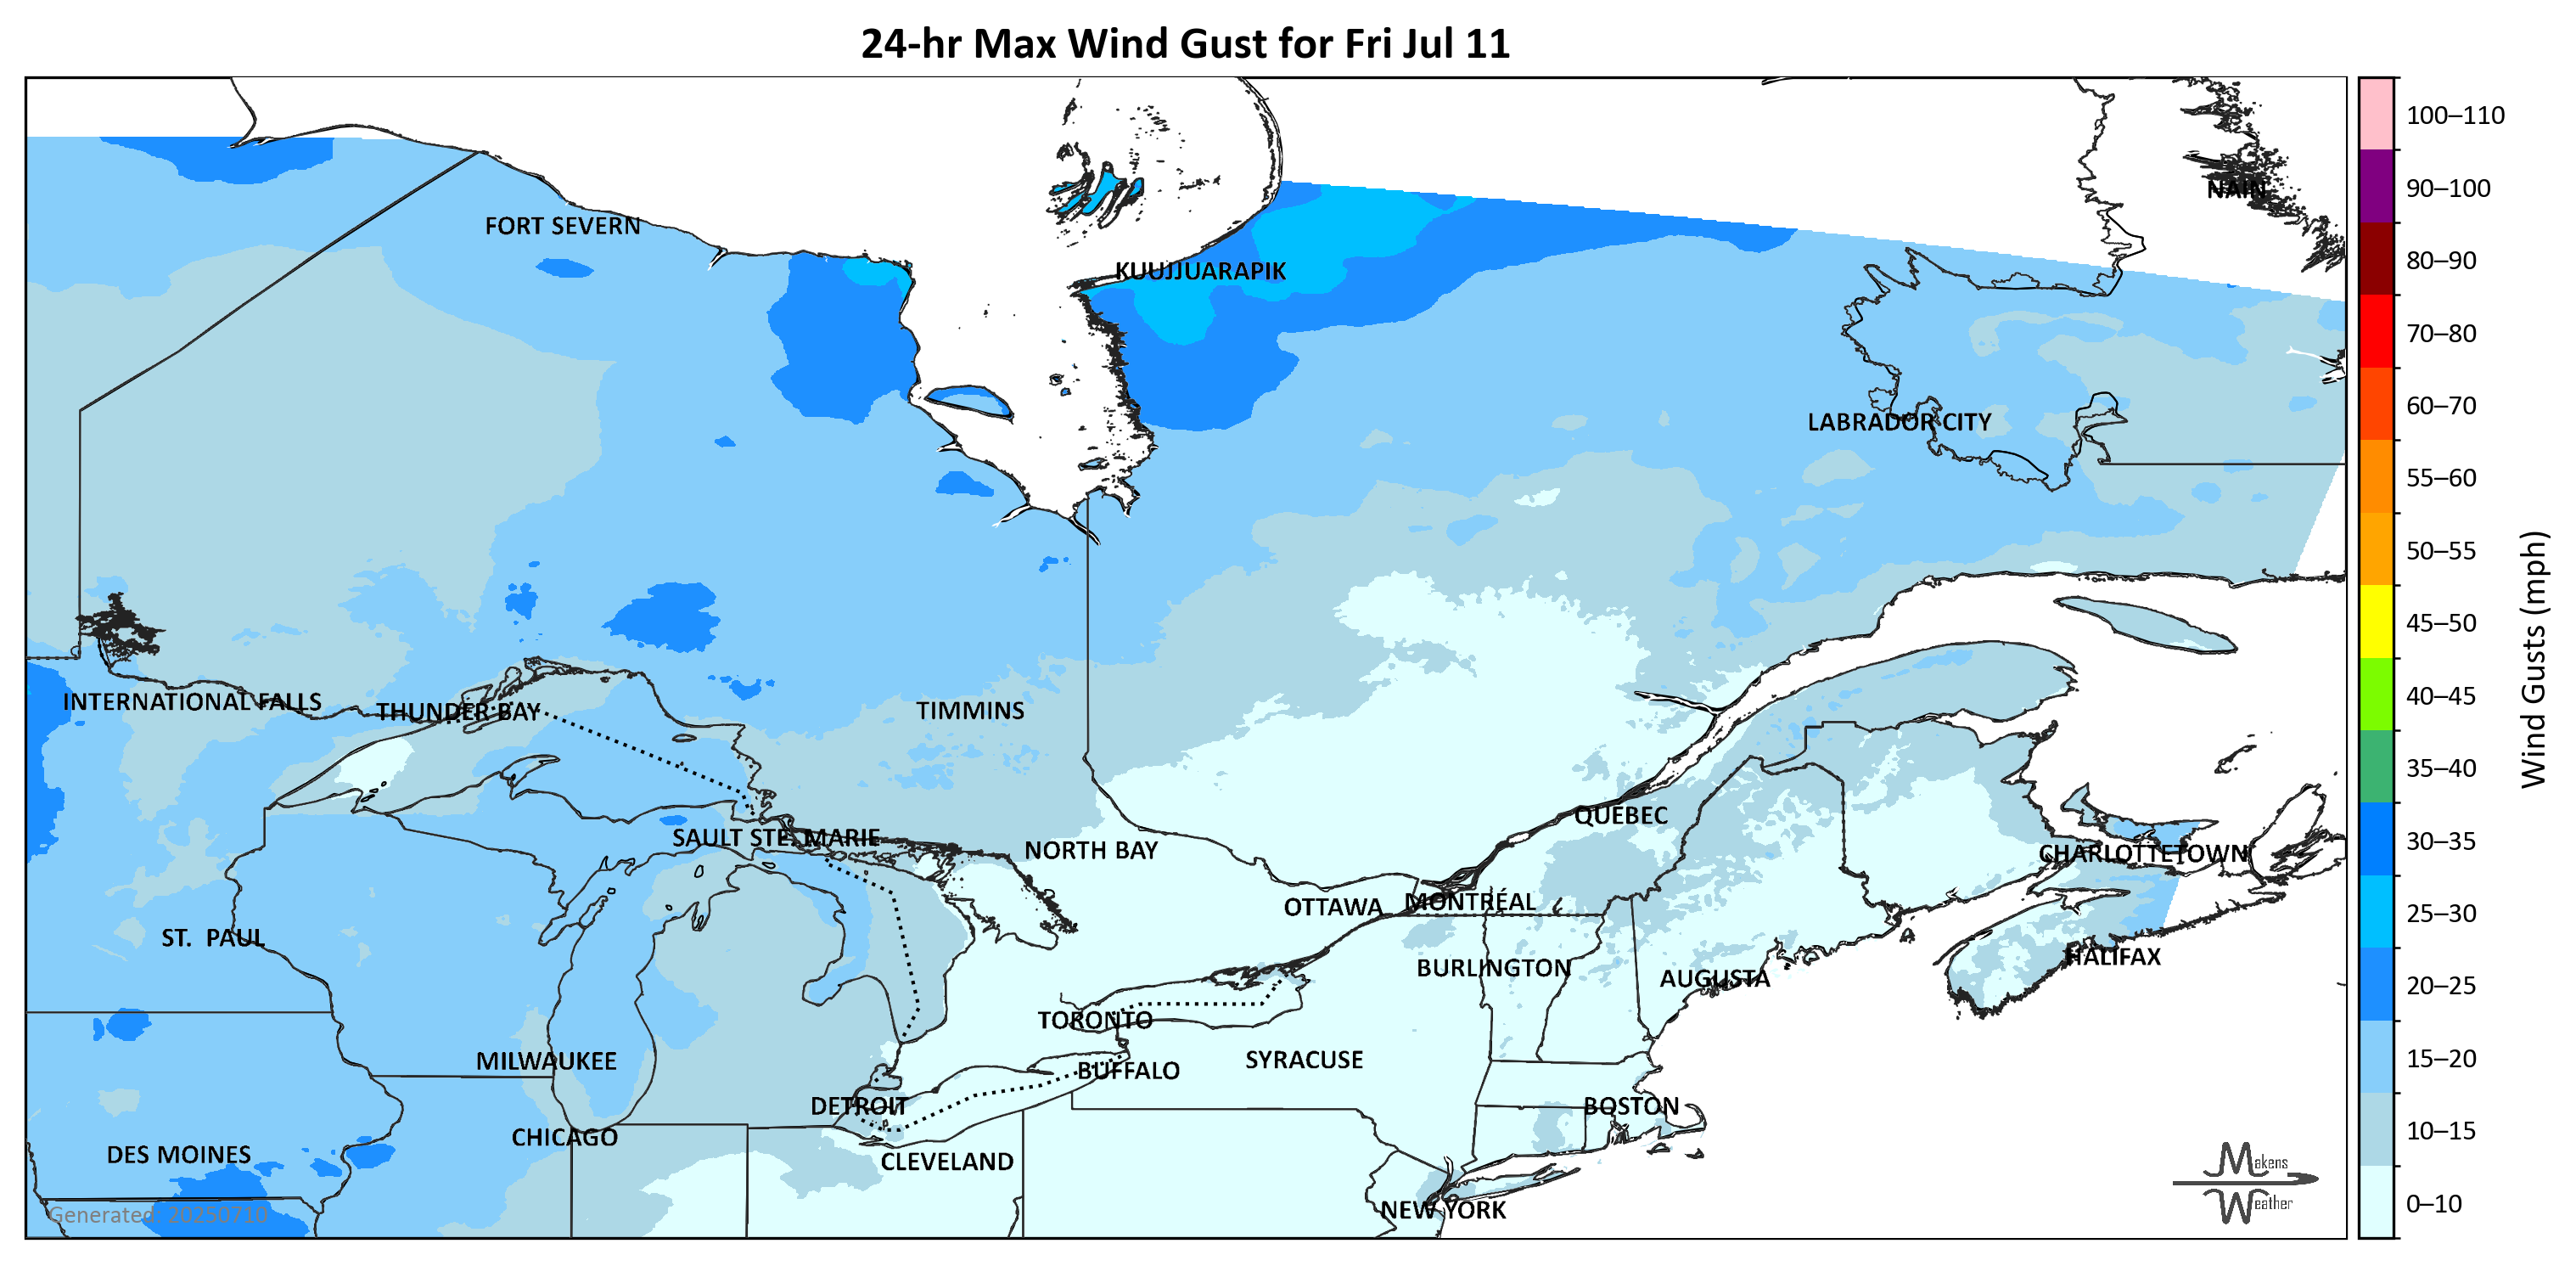 24-hr Max Wind Gust for Fri Jul 11
100–110
90–100
NAIN
FORT SEVERN
80–90
KUUJJUARAPIK
70–80
60–70
LABRADOR CITY
55–60
50–55
45–50
Wind Gusts (mph)
INTERNATIONAL FALLS
THUNDER BAY
TIMMINS
40–45
35–40
QUEBEC
SAULT STE. MARIE
NORTH BAY
CHARLOTTETOWN
30–35
OTTAWA
MONTRÉAL
25–30
ST. PAUL
BURLINGTON
AUGUSTA
HALIFAX
20–25
TORONTO
MILWAUKEE
BUFFALO
SYRACUSE
15–20
DETROIT
BOSTON
CHICAGO
10–15
DES MOINES
CLEVELAND
Makens
Weather
NEW YORK
0–10
Generated: 20250710